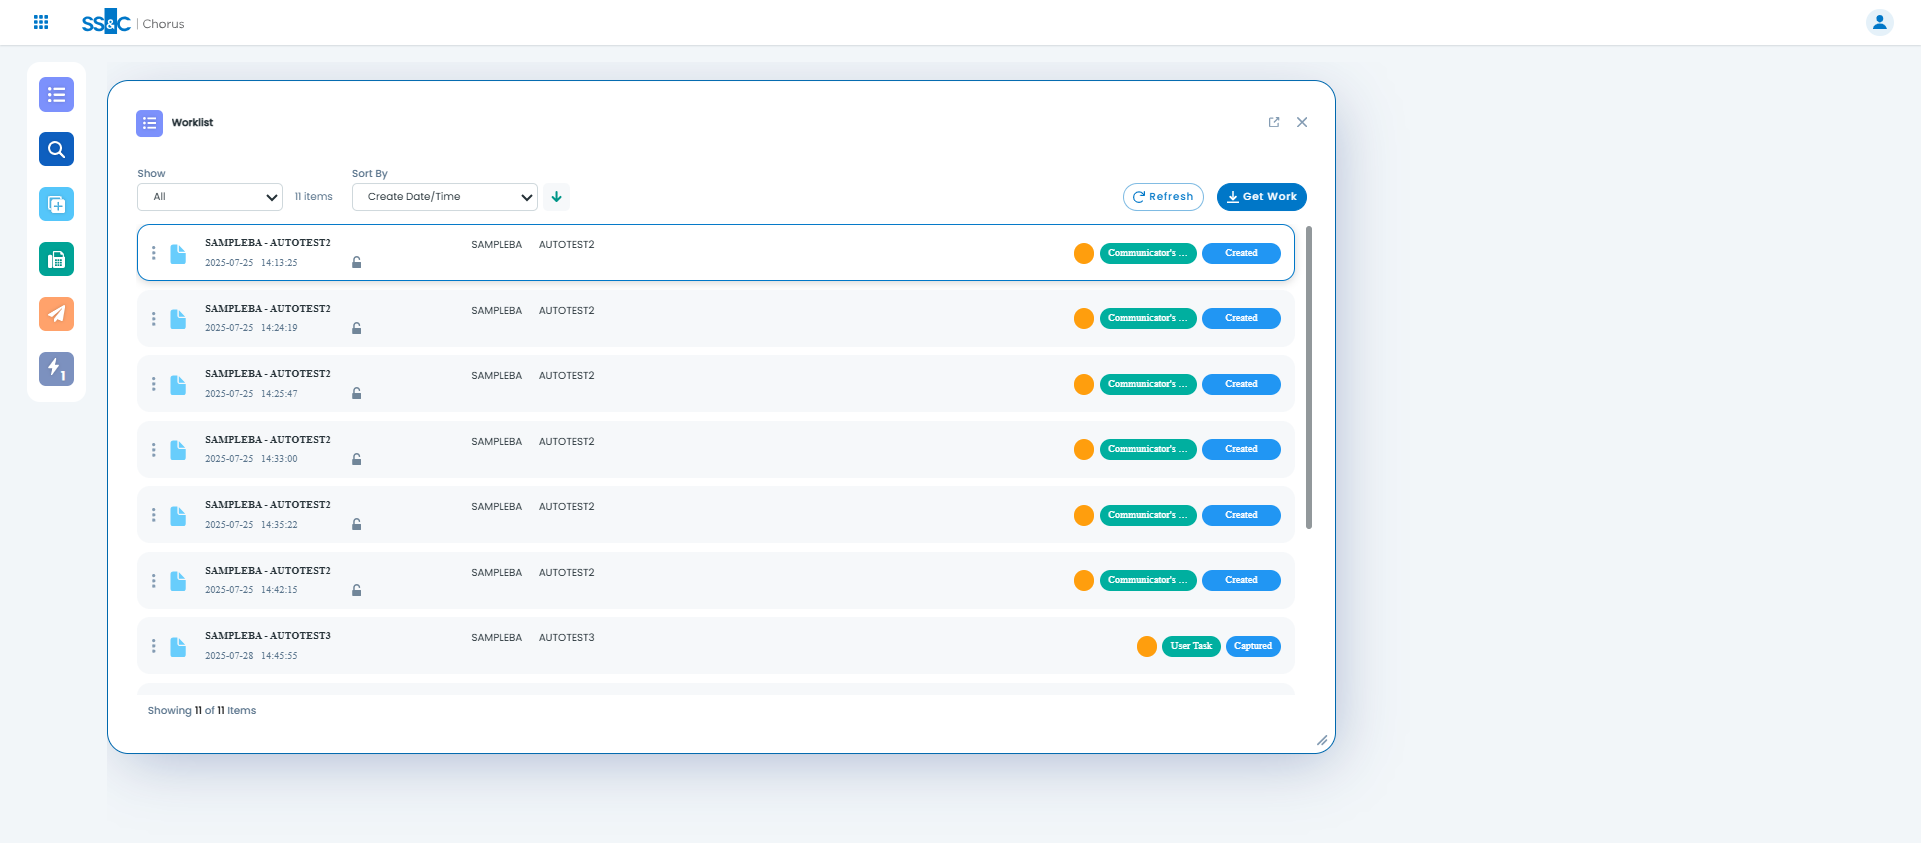 SS&C | Chorus
Worklist
Show
Sort By
All
11 items
Create Date/Time
Refresh
Get Work
SAMPLEBA - AUTOTEST2
SAMPLEBA AUTOTEST2
Communicator's ...
Created
2025-07-25 14:13:25
SAMPLEBA - AUTOTEST2
SAMPLEBA AUTOTEST2
Communicator's ...
Created
2025-07-25 14:24:19
SAMPLEBA - AUTOTEST2
SAMPLEBA AUTOTEST2
Communicator's ...
Created
2025-07-25 14:25:47
SAMPLEBA - AUTOTEST2
SAMPLEBA AUTOTEST2
Communicator's ...
Created
2025-07-25 14:33:00
SAMPLEBA - AUTOTEST2
SAMPLEBA AUTOTEST2
Communicator's ...
Created
2025-07-25 14:35:22
SAMPLEBA - AUTOTEST2
SAMPLEBA AUTOTEST2
Communicator's ...
Created
2025-07-25 14:42:15
SAMPLEBA - AUTOTEST3
SAMPLEBA AUTOTEST3
User Task
Captured
2025-07-28 14:45:55
1
Showing 11 of 11 Items